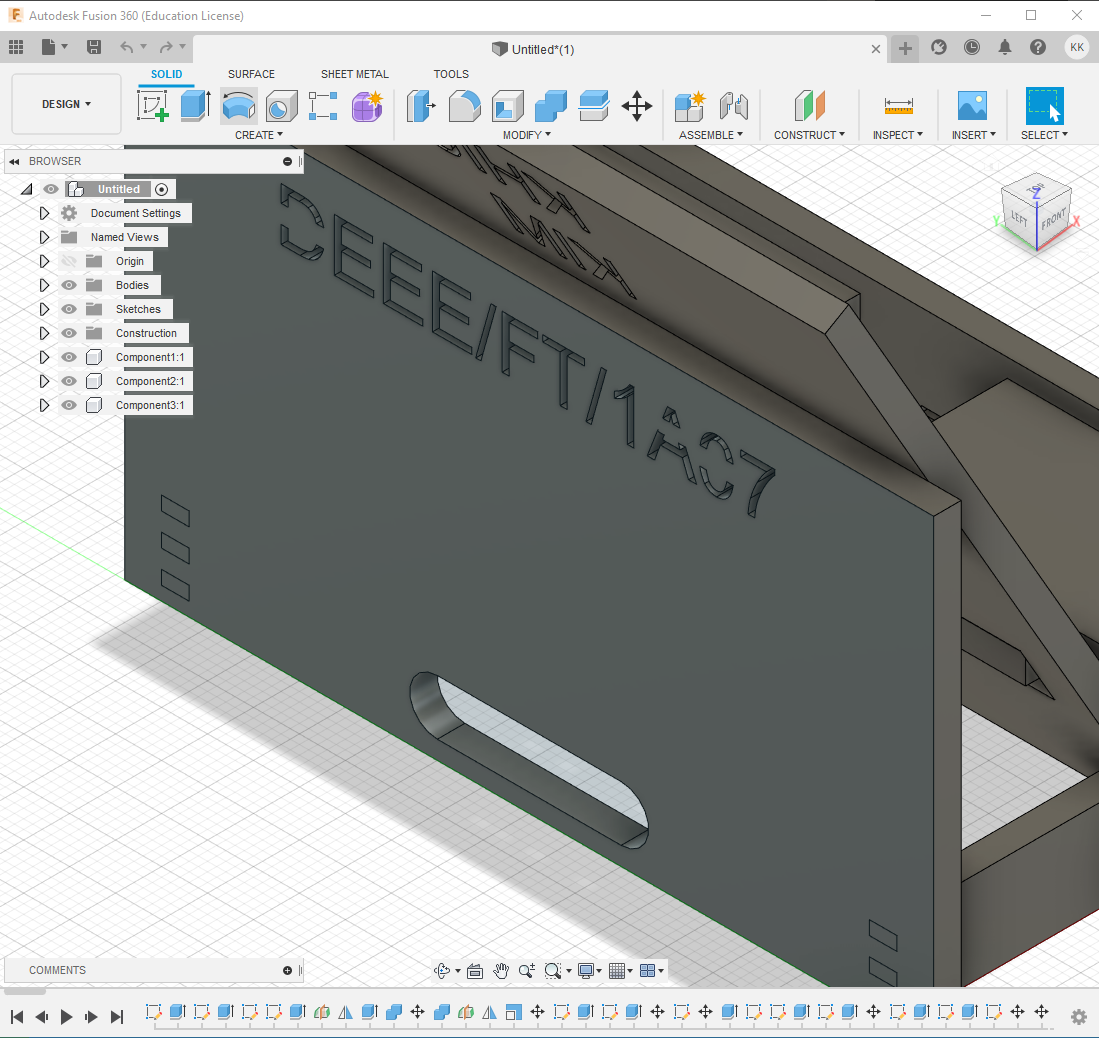 Autodesk Fusion 360 (Education License)
Untitled*(1)
KK
SOLID
SURFACE
SHEET METAL
TOOLS
DESIGN
CREATE
MODIFY
ASSEMBLE
CONSTRUCT
INSPECT
INSERT
SELECT
BROWSER
Untitled
Document Settings
Named Views
Origin
Bodies
Sketches
Construction
Component1:1
Component2:1
Component3:1
TOP
Z
LEFT
FRONT
Y
X
DEEE/FT/1A07
COMMENTS